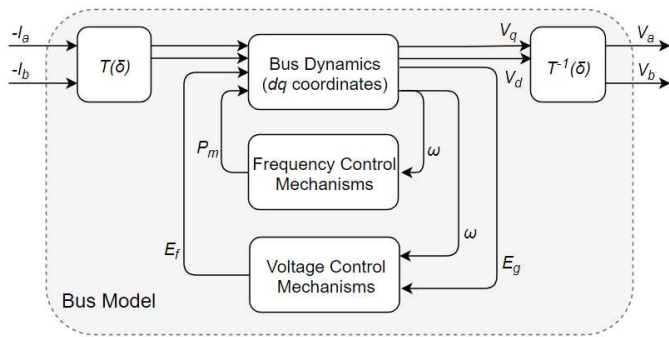 -I_a
-I_b
T(δ)
Bus Dynamics
(dq coordinates)
V_q
V_d
T⁻¹(δ)
V_a
V_b
P_m
Frequency Control
Mechanisms
ω
E_f
Voltage Control
Mechanisms
ω
E_g
Bus Model